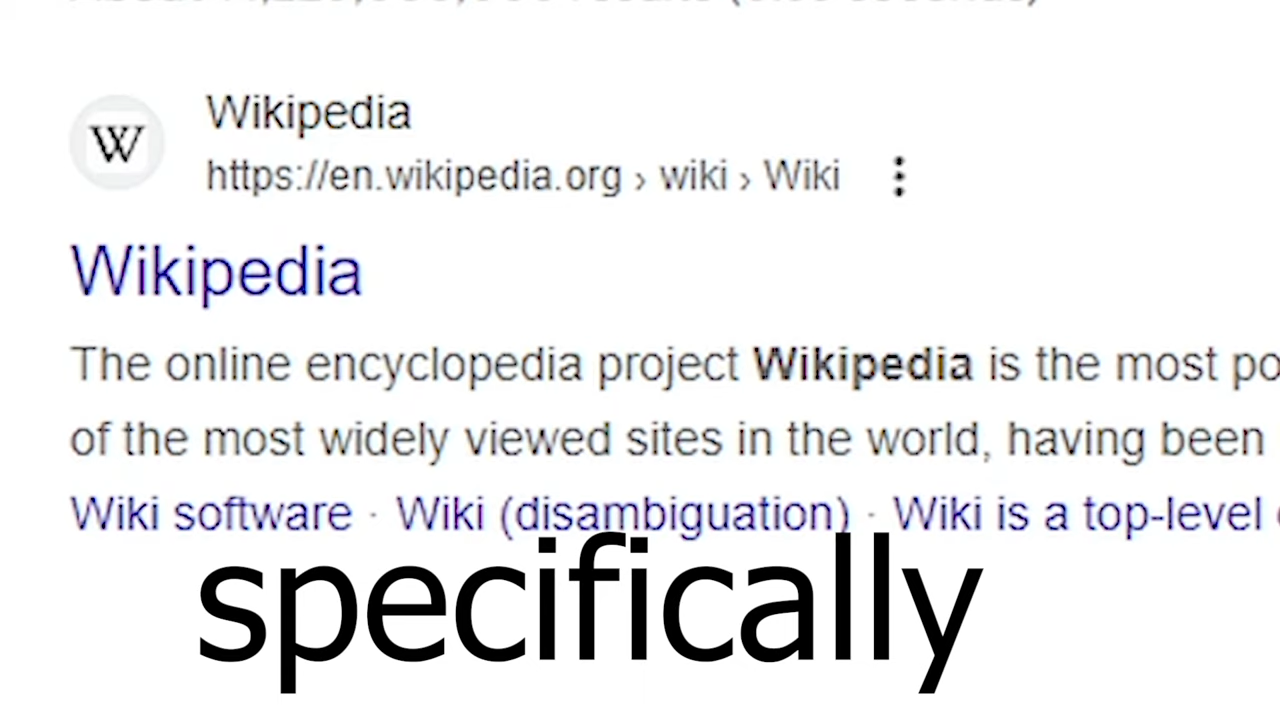 W
Wikipedia
https://en.wikipedia.org › wiki › Wiki
Wikipedia
The online encyclopedia project Wikipedia is the most
of the most widely viewed sites in the world, having been
Wiki software · Wiki (disambiguation) · Wiki is a top-level
specifically